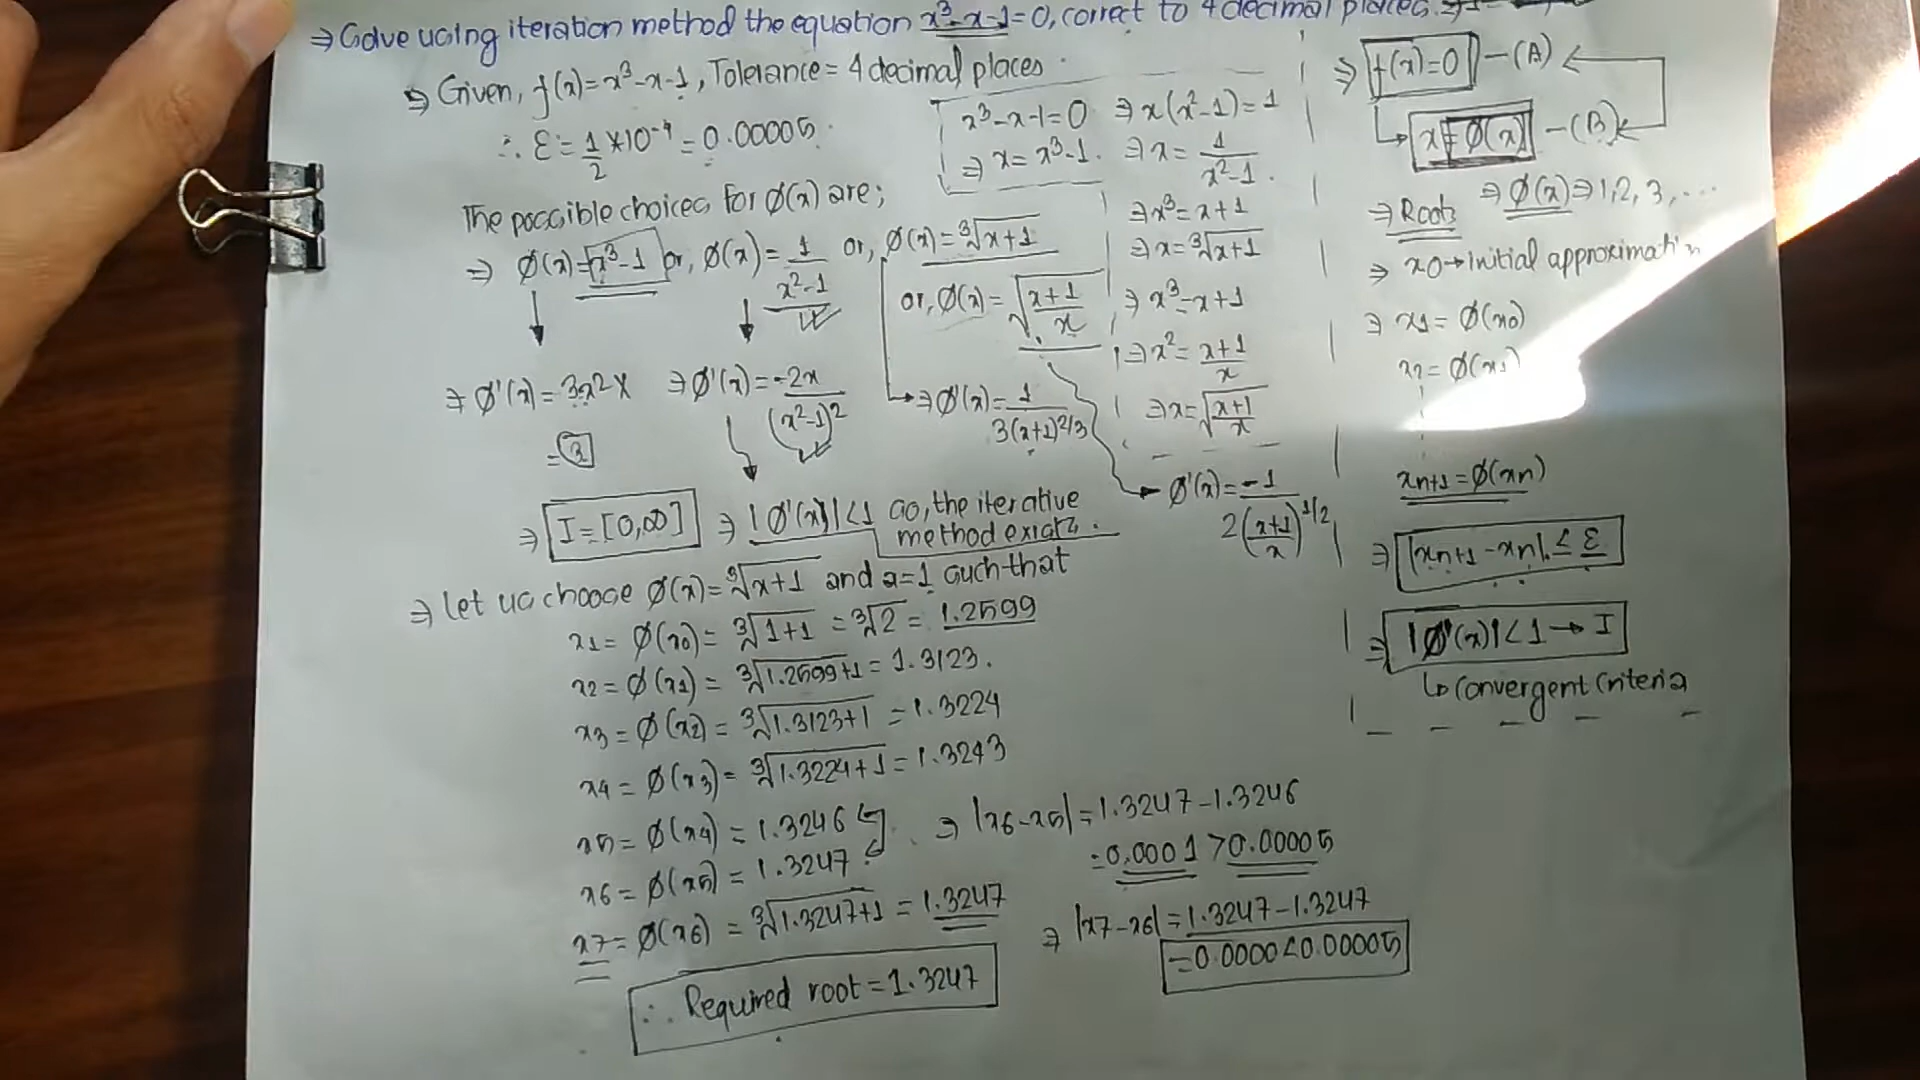 ⇒ Solve using iteration method the equation x³-x-1=0, correct to 4 decimal places. ⇒
⇒ Given, f(x)=x³-x-1, Tolerance= 4 decimal places
∴ Ɛ = 1/2 ×10⁻⁴ = 0.00005
x³-x-1=0 ⇒ x(x²-1)=1
⇒ x= x³-1. ⇒ x= 1/(x²-1).
⇒ x³= x+1
⇒ x= ∛(x+1)
⇒ x³=x+1
⇒ x²= (x+1)/x
⇒ x= √((x+1)/x)
The possible choices for Ø(x) are;
⇒ Ø(x)=x³-1 or, Ø(x)= 1/(x²-1) or, Ø(x)= ∛(x+1)
or, Ø(x)= √((x+1)/x)
⇒ Ø'(x)= 3x² X ⇒ Ø'(x)= -2x/(x²-1)² ⇒ Ø'(x)= 1/(3(x+1)^2/3)
= 3
Ø'(x)= -1/(2((x+1)/x)^1/2)
⇒ I=[0,∞] ⇒ |Ø'(x)|<1 so, the iterative
method exists.
⇒ Let us choose Ø(x)= ∛(x+1) and a=1 such that
x1= Ø(x0)= ∛(1+1) = ∛2 = 1.2599
x2= Ø(x1) = ∛(1.2599+1) = 1.3123.
x3 = Ø(x2) = ∛(1.3123+1) = 1.3224
x4 = Ø(x3)= ∛(1.3224+1) = 1.3243
x5= Ø(x4) = 1.3246
x6= Ø(x5) = 1.3247
x7= Ø(x6) = ∛(1.3247+1) = 1.3247
∴ Required root = 1.3247
⇒ |x6-x5| = 1.3247-1.3246
=0.0001 >0.00005
⇒ |x7-x6| = 1.3247-1.3247
=0.0000<0.00005
⇒ f(x)=0 -(A)
x=Ø(x) -(B)
⇒ Roots ⇒ Ø(x) ⇒ 1,2,3,...
⇒ x0→Initial
⇒ x1= Ø(x0)
x2= Ø(x1)
xn+1 = Ø(xn)
⇒ |xn+1 - xn| ≤ Ɛ
⇒ |Ø'(x)|<1 → I
↳ Convergent Criteria